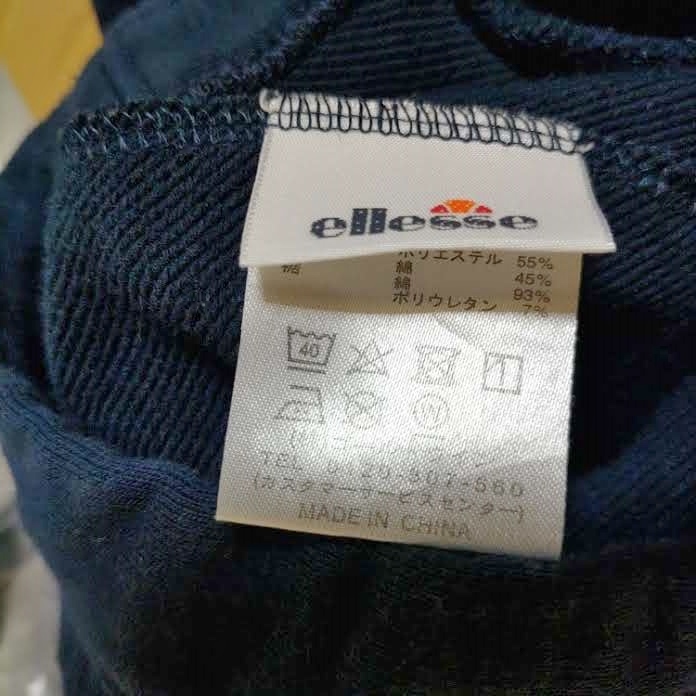 ellesse
ポリエステル 55%
裾 綿 45%
綿 93%
ポリウレタン 7%
40
W
TEL 0120-307-560
(カスタマーサービスセンター)
MADE IN CHINA